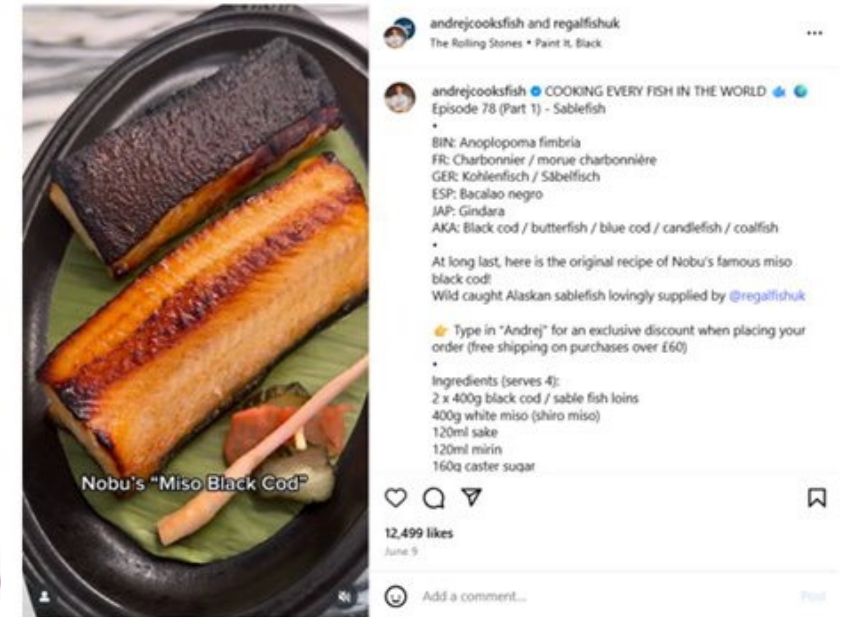 andrejcooksfish and regalfishuk
The Rolling Stones • Paint It, Black
andrejcooksfish COOKING EVERY FISH IN THE WORLD
Episode 78 (Part 1) - Sablefish
•
BIN: Anoplopoma fimbria
FR: Charbonnier / morue charbonnière
GER: Kohlenfisch / Säbelfisch
ESP: Bacalao negro
JAP: Gindara
AKA: Black cod / butterfish / blue cod / candlefish / coalfish
•
At long last, here is the original recipe of Nobu's famous miso
black cod!
Wild caught Alaskan sablefish lovingly supplied by @regalfishuk
👉 Type in "Andrej" for an exclusive discount when placing your
order (free shipping on purchases over £60)
•
Ingredients (serves 4):
2 x 400g black cod / sable fish loins
400g white miso (shiro miso)
120ml sake
120ml mirin
160g caster sugar
Nobu's "Miso Black Cod"
12,499 likes
June 9
Add a comment...
Post